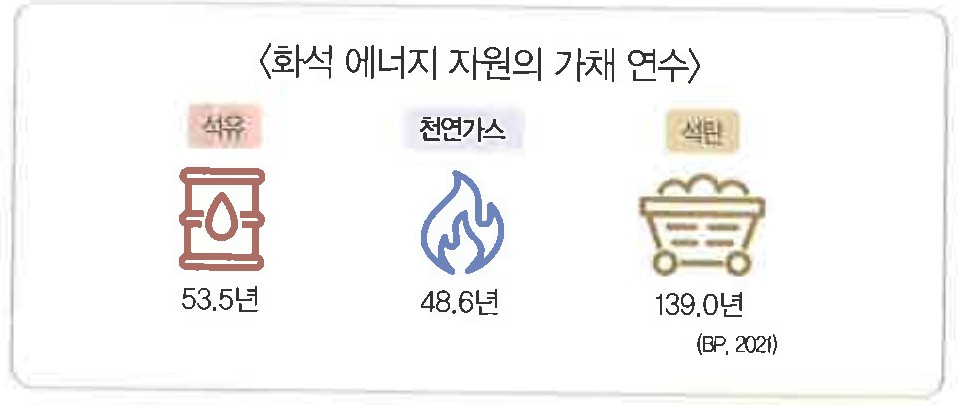 〈화석 에너지 자원의 가채 연수〉
석유
천연가스
석탄
53.5년
48.6년
139.0년
(BP, 2021)